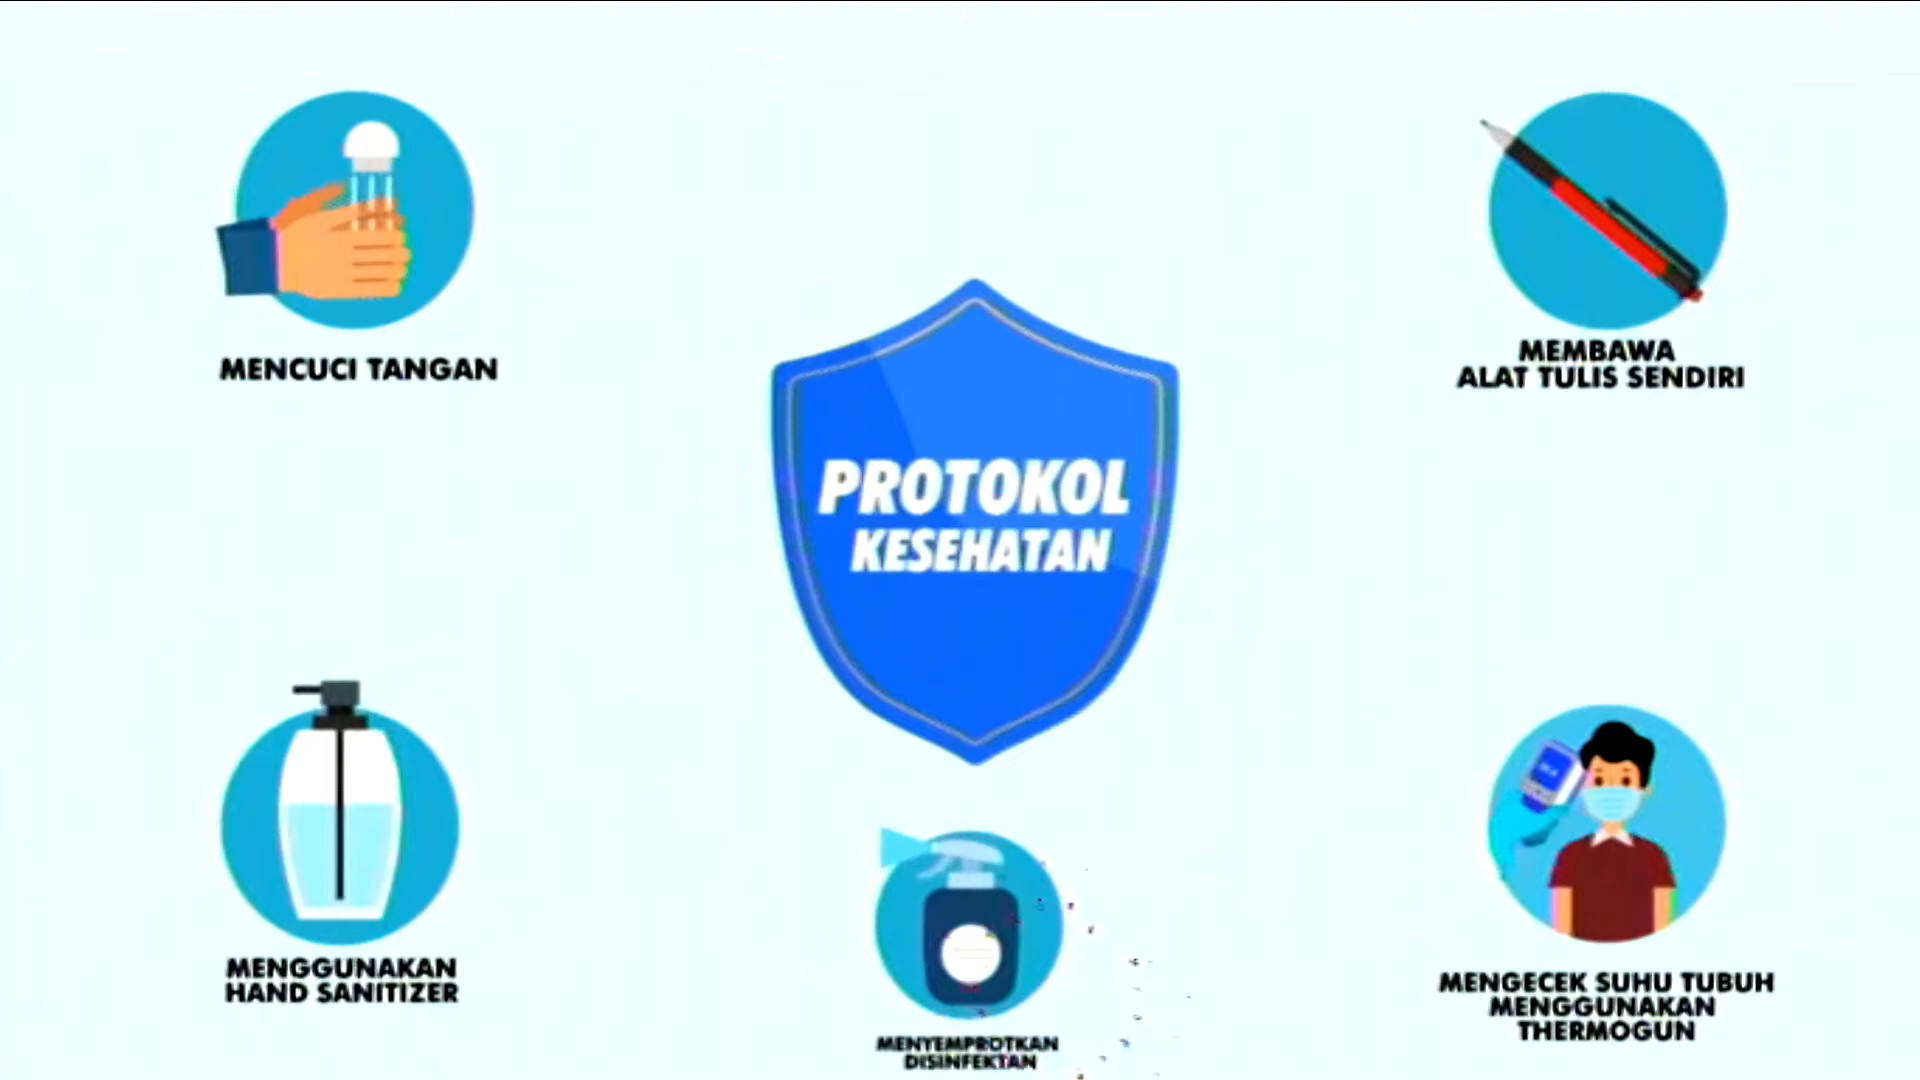 MENCUCI TANGAN
MEMBAWA
ALAT TULIS SENDIRI
PROTOKOL
KESEHATAN
MENGGUNAKAN
HAND SANITIZER
MENYEMPROTKAN
DISINFEKTAN
MENGECEK SUHU TUBUH
MENGGUNAKAN
THERMOGUN